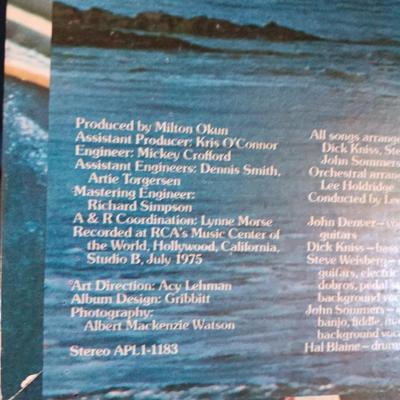 Produced by Milton Okun
Assistant Producer: Kris O'Connor
Engineer: Mickey Crofford
Assistant Engineers: Dennis Smith,
Artie Torgersen
Mastering Engineer:
Richard Simpson
A & R Coordination: Lynne Morse
Recorded at RCA's Music Center of
the World, Hollywood, California,
Studio B, July 1975
Art Direction: Acy Lehman
Album Design: Gribbitt
Photography:
Albert Mackenzie Watson
Stereo APL1-1183
All songs arrang
Dick Kniss, Ste
John Sommers
Orchestral arran
Lee Holdridge
Conducted by Lee
John Denver—
guitars
Dick Kniss—bass
Steve Weisberg—
guitars, electric
dobros, pedal s
background voc
John Sommers—
banjo, fiddle,
background voca
Hal Blaine—drum